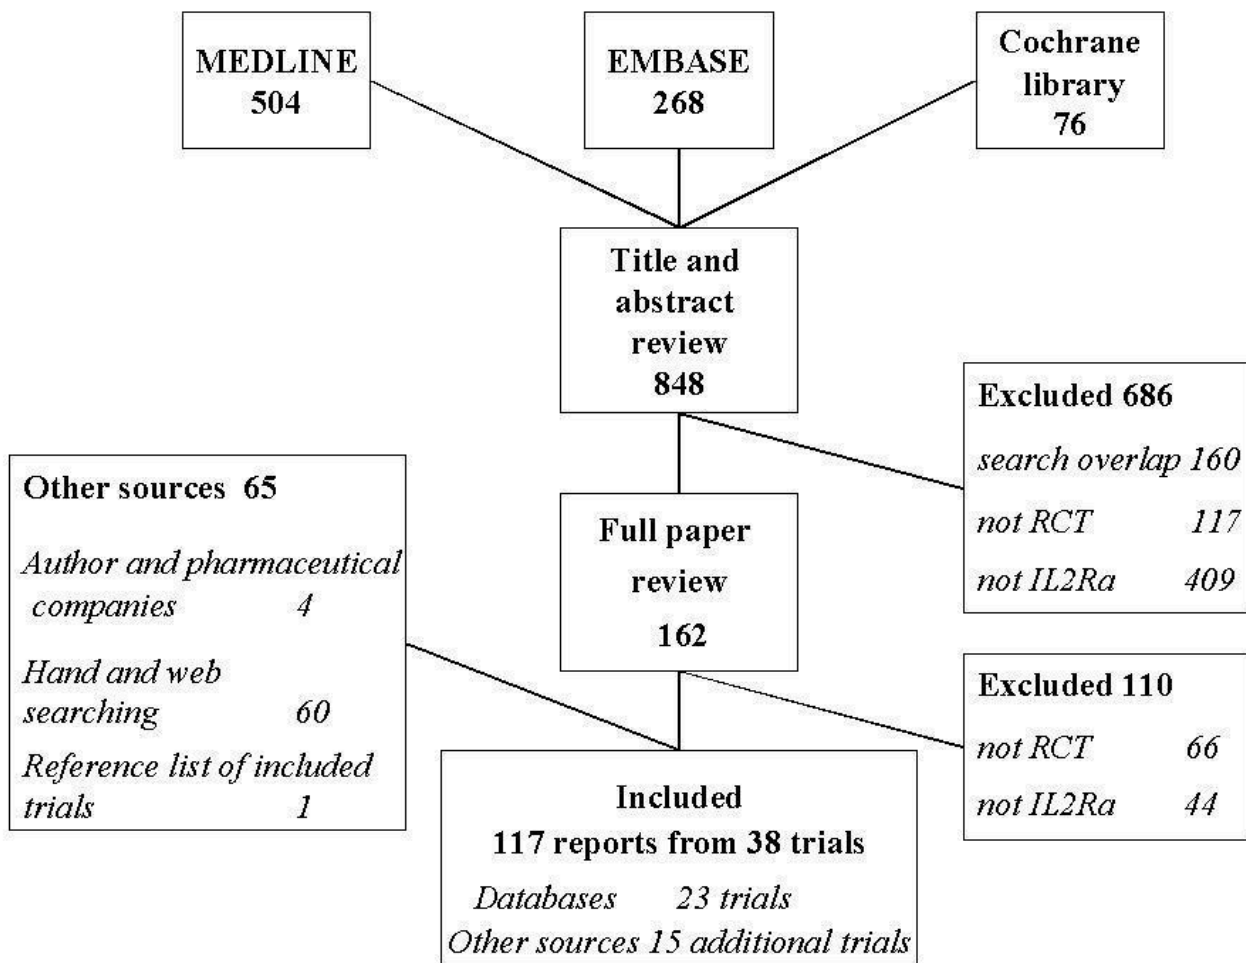 MEDLINE
504
EMBASE
268
Cochrane
library
76
Title and
abstract
review
848
Excluded 686
search overlap 160
not RCT 117
not IL2Ra 409
Other sources 65
Author and pharmaceutical
companies 4
Hand and web
searching 60
Reference list of included
trials 1
Full paper
review
162
Excluded 110
not RCT 66
not IL2Ra 44
Included
117 reports from 38 trials
Databases 23 trials
Other sources 15 additional trials